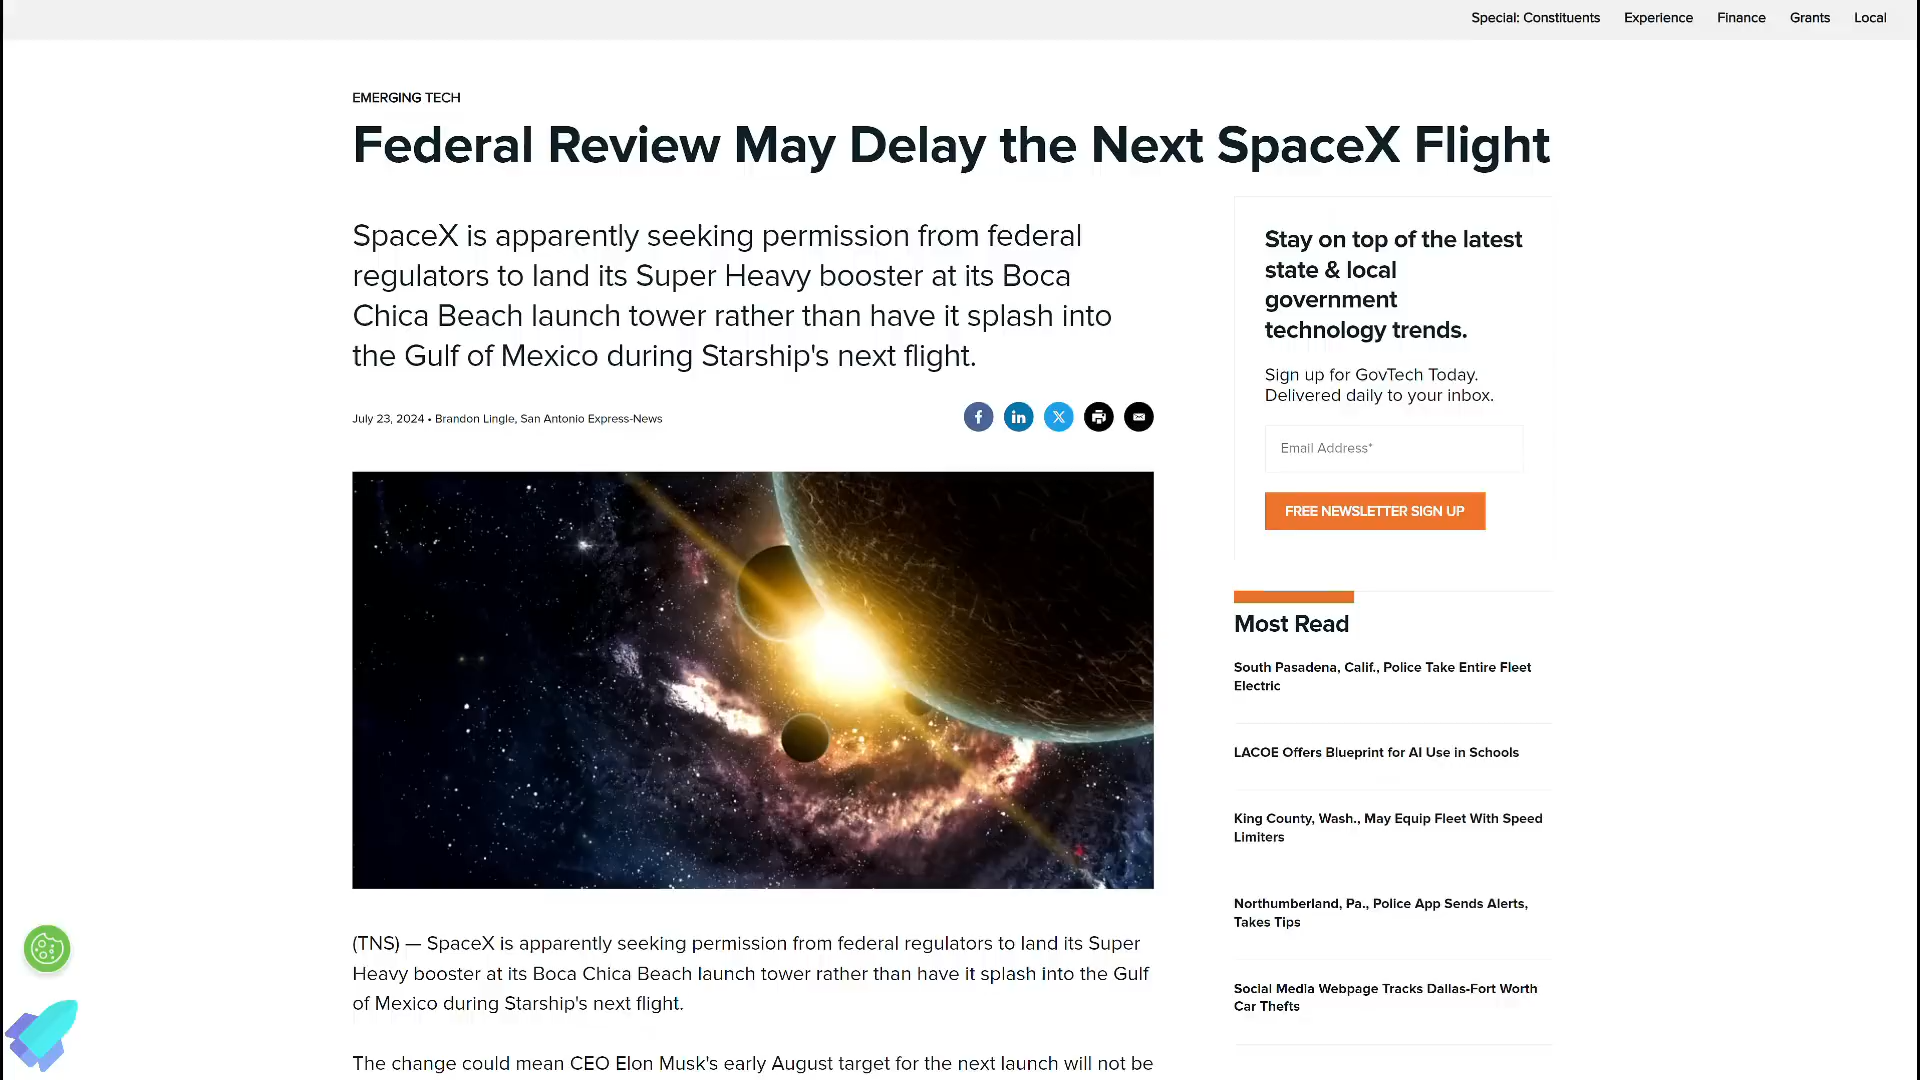 Special: Constituents Experience Finance Grants Local
EMERGING TECH
Federal Review May Delay the Next SpaceX Flight
SpaceX is apparently seeking permission from federal
regulators to land its Super Heavy booster at its Boca
Chica Beach launch tower rather than have it splash into
the Gulf of Mexico during Starship's next flight.
July 23, 2024 • Brandon Lingle, San Antonio Express-News
(TNS) — SpaceX is apparently seeking permission from federal regulators to land its Super
Heavy booster at its Boca Chica Beach launch tower rather than have it splash into the Gulf
of Mexico during Starship's next flight.
The change could mean CEO Elon Musk's early August target for the next launch will not be
Stay on top of the latest
state & local
government
technology trends.
Sign up for GovTech Today.
Delivered daily to your inbox.
Email Address*
FREE NEWSLETTER SIGN UP
Most Read
South Pasadena, Calif., Police Take Entire Fleet
Electric
LACOE Offers Blueprint for AI Use in Schools
King County, Wash., May Equip Fleet With Speed
Limiters
Northumberland, Pa., Police App Sends Alerts,
Takes Tips
Social Media Webpage Tracks Dallas-Fort Worth
Car Thefts